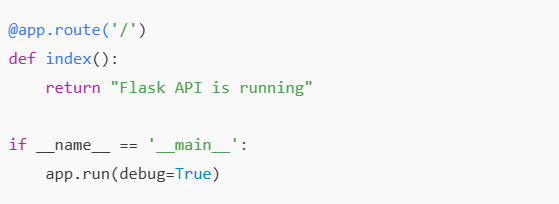 @app.route('/')
def index():
    return "Flask API is running"

if __name__ == '__main__':
    app.run(debug=True)